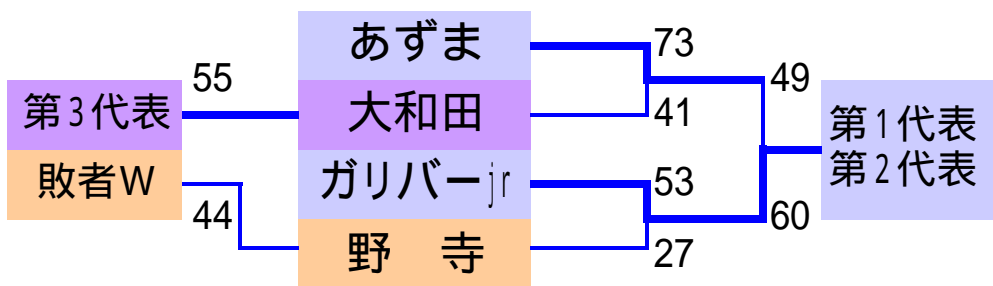 あずま
73
55
49
第3代表
大和田
41
第1代表
第2代表
敗者W
ガリバーjr
53
44
60
野　寺
27